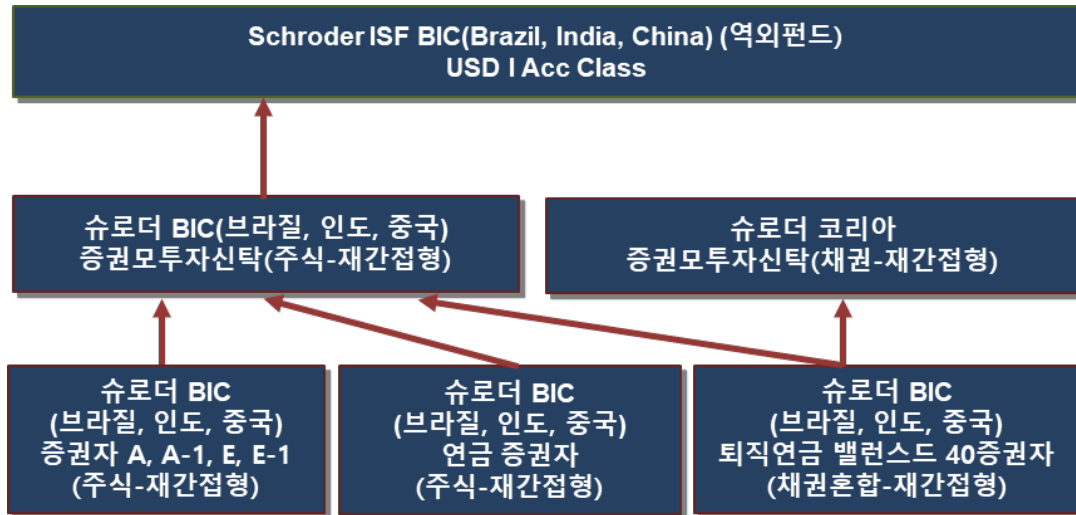 Schroder ISF BIC(Brazil, India, China) (역외펀드)
USD I Acc Class
슈로더 BIC(브라질, 인도, 중국)
증권모투자신탁(주식-재간접형)
슈로더 코리아
증권모투자신탁(채권-재간접형)
슈로더 BIC
(브라질, 인도, 중국)
증권자 A, A-1, E, E-1
(주식-재간접형)
슈로더 BIC
(브라질, 인도, 중국)
연금 증권자
(주식-재간접형)
슈로더 BIC
(브라질, 인도, 중국)
퇴직연금 밸런스드 40증권자
(채권혼합-재간접형)